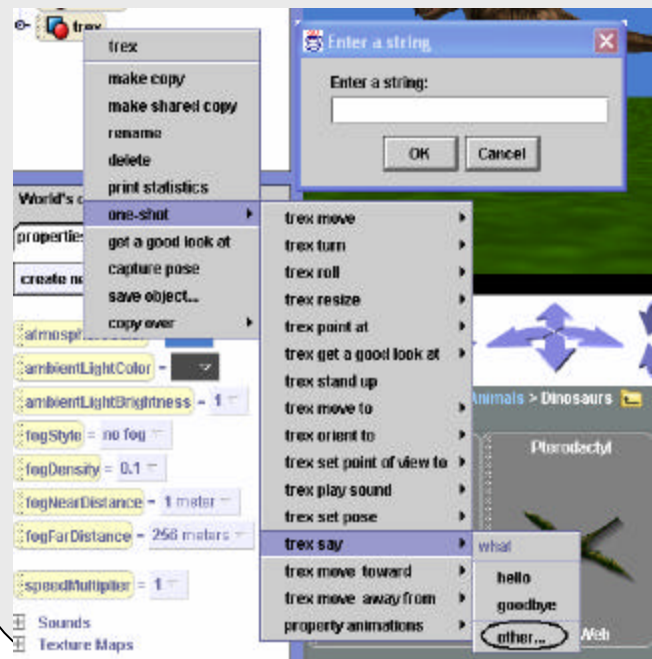 trex
trex
make copy
make shared copy
rename
delete
print statistics
one-shot
get a good look at
capture pose
save object...
copy over
Enter a string
Enter a string:
OK
Cancel
World's
properties
create
trex move
trex turn
trex roll
trex resize
trex point at
trex get a good look at
trex stand up
trex move to
trex orient to
trex set point of view to
trex play sound
trex set pose
trex say
trex move toward
trex move away from
property animations
what
hello
goodbye
other...
ambientLightColor =
ambientLightBrightness = 1
fogStyle = no fog
fogDensity = 0.1
fogNearDistance = 1 meter
fogFarDistance = 256 meters
speedMultiplier = 1
Sounds
Texture Maps
Animals > Dinosaurs
Pterodactyl
Web